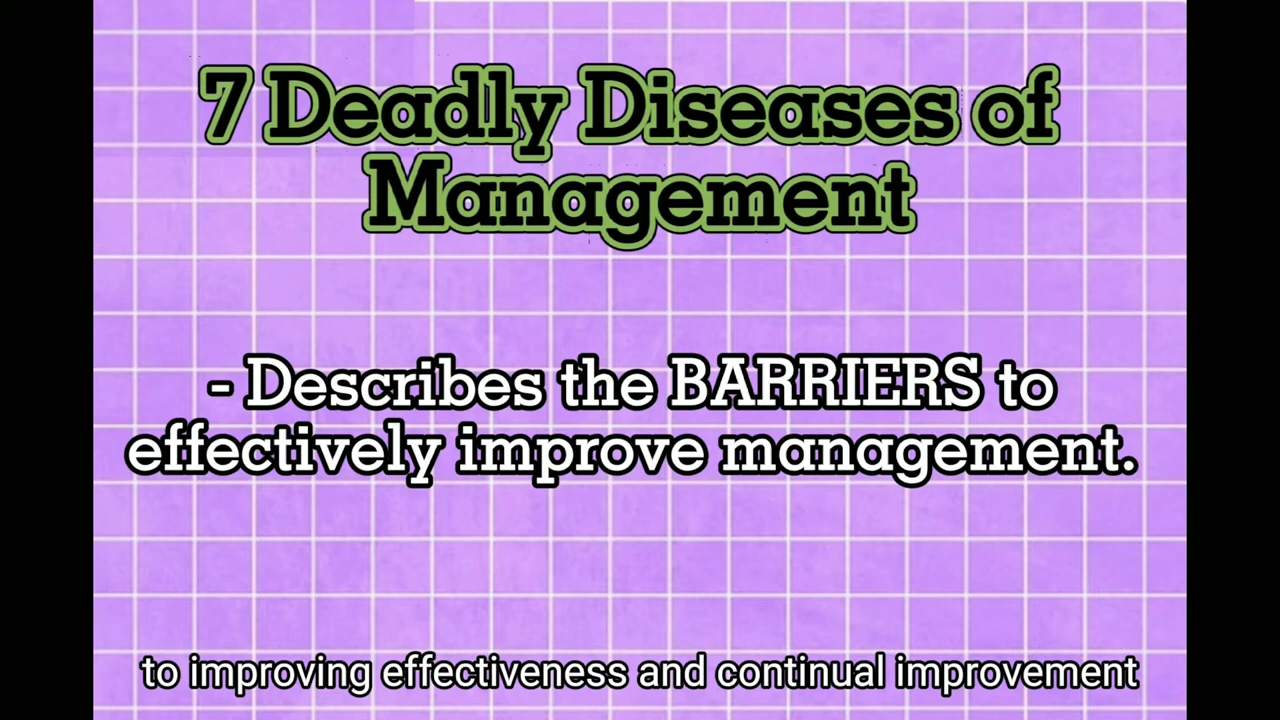 7 Deadly Diseases of
Management
- Describes the BARRIERS to
effectively improve management.
to improving effectiveness and continual improvement